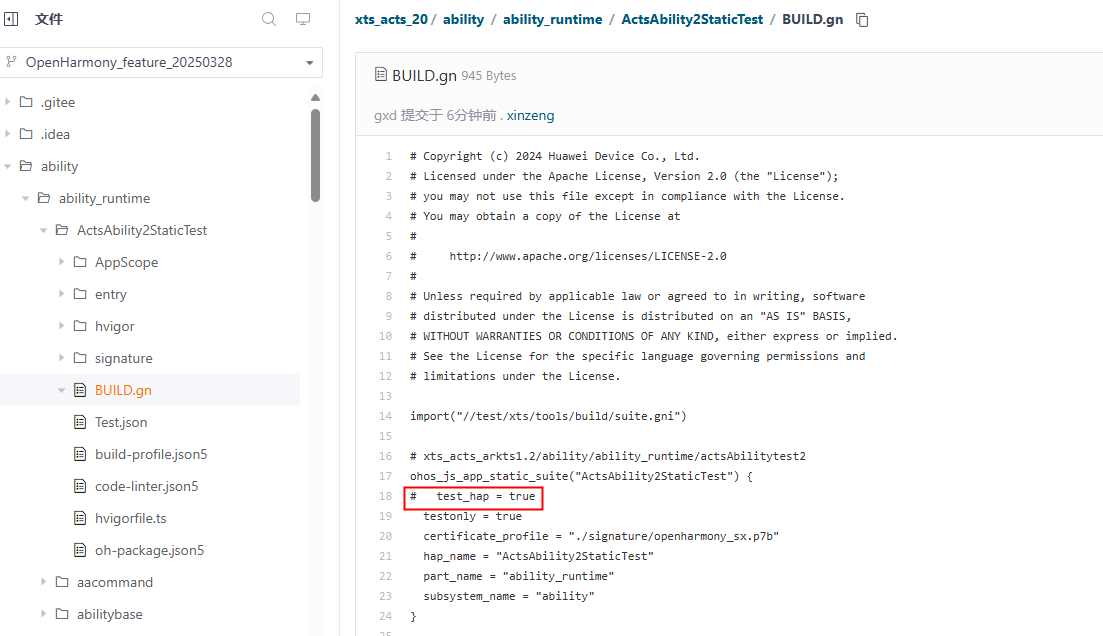 文件
OpenHarmony_feature_20250328
.gitee
.idea
ability
ability_runtime
ActsAbility2StaticTest
AppScope
entry
hvigor
signature
BUILD.gn
Test.json
build-profile.json5
code-linter.json5
hvigorfile.ts
oh-package.json5
aacommand
abilitybase
xts_acts_20 / ability / ability_runtime / ActsAbility2StaticTest / BUILD.gn
BUILD.gn 945 Bytes
gxd 提交于 6分钟前 . xinzeng
1 # Copyright (c) 2024 Huawei Device Co., Ltd.
2 # Licensed under the Apache License, Version 2.0 (the "License");
3 # you may not use this file except in compliance with the License.
4 # You may obtain a copy of the License at
5 #
6 #     http://www.apache.org/licenses/LICENSE-2.0
7 #
8 # Unless required by applicable law or agreed to in writing, software
9 # distributed under the License is distributed on an "AS IS" BASIS,
10 # WITHOUT WARRANTIES OR CONDITIONS OF ANY KIND, either express or implied.
11 # See the License for the specific language governing permissions and
12 # limitations under the License.
13
14 import("//test/xts/tools/build/suite.gni")
15
16 # xts_acts_arkts1.2/ability/ability_runtime/actsAbilitytest2
17 ohos_js_app_static_suite("ActsAbility2StaticTest") {
18 #   test_hap = true
19   testonly = true
20   certificate_profile = "./signature/openharmony_sx.p7b"
21   hap_name = "ActsAbility2StaticTest"
22   part_name = "ability_runtime"
23   subsystem_name = "ability"
24 }
25